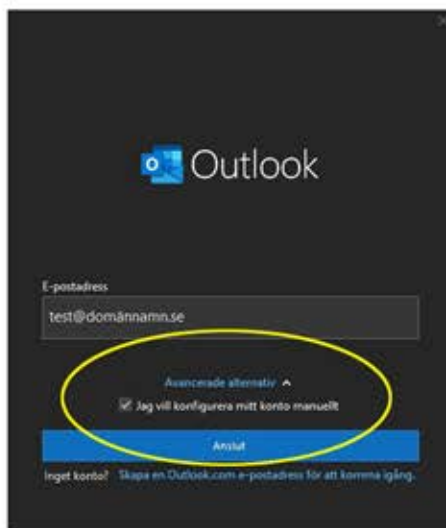 Outlook
E-postadress
test@domännamn.se
Avancerade alternativ
Jag vill konfigurera mitt konto manuellt
Anslut
Inget konto? Skapa en Outlook.com e-postadress för att komma igång.